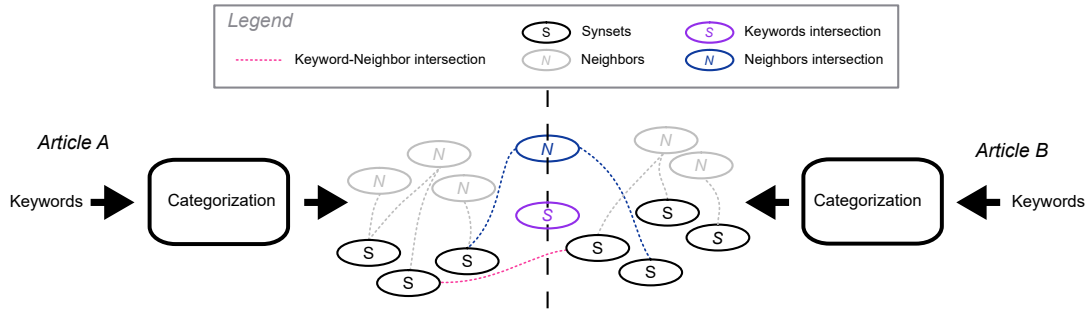 Legend
S Synsets S Keywords intersection
Keyword-Neighbor intersection N Neighbors N Neighbors intersection
Article A
Article B
N N N N N N
Keywords Categorization Categorization Keywords
S
S S S S S S
S